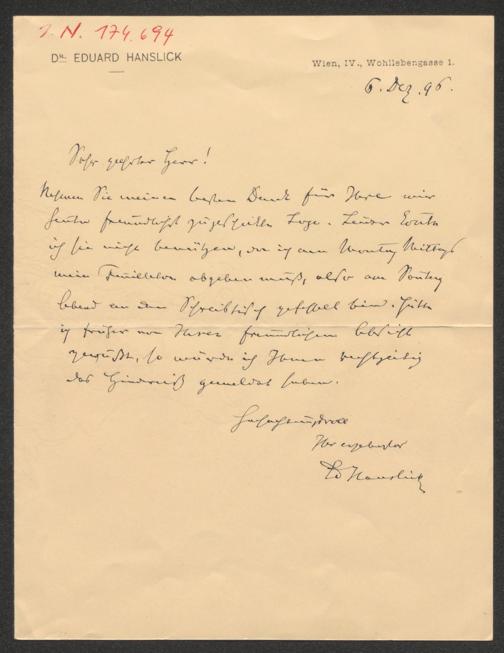 I. N. 174.694
DR. EDUARD HANSLICK
Wien, IV., Wohllebengasse 1.
6. Dez. 96.
Sehr geehrter Herr!
Nehmen Sie meinen besten Dank für Ihre mir
heute freundlichst zugeschickte Loge. Leider konnte
ich sie nicht benützen, da ich am Montag Mittags
mein Feuilleton abgeben muß, also am Sonntag
Abend an den Schreibtisch gefesselt bin. Hätte
ich früher von Ihrer freundlichen Absicht
gewußt, so würde ich Ihnen rechtzeitig
das Hinderniß gemeldet haben.
Hochachtungsvoll
Ihr ergebenster
Ed Hanslick